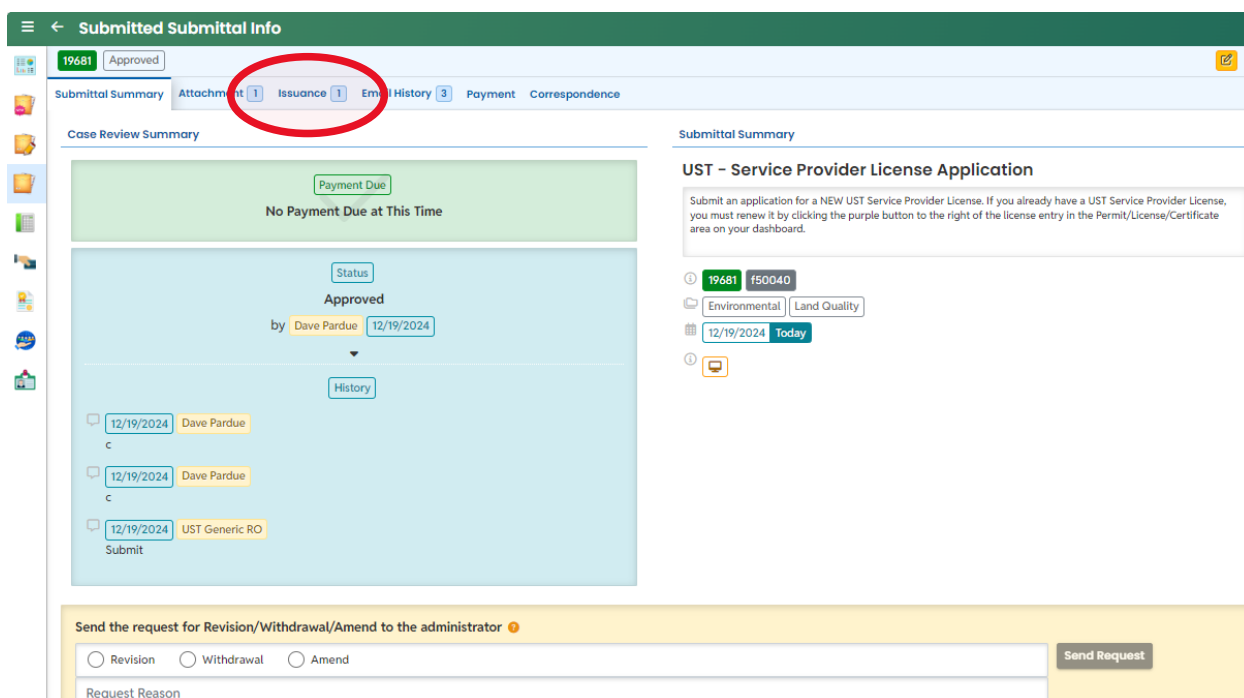 Submitted Submittal Info
19681 Approved
Submittal Summary Attachment 1 Issuance 1 Email History 3 Payment Correspondence
Case Review Summary
Payment Due
No Payment Due at This Time
Status
Approved
by Dave Pardue 12/19/2024
History
12/19/2024 Dave Pardue
c
12/19/2024 Dave Pardue
c
12/19/2024 UST Generic RO
Submit
Submittal Summary
UST - Service Provider License Application
Submit an application for a NEW UST Service Provider License. If you already have a UST Service Provider License,
you must renew it by clicking the purple button to the right of the license entry in the Permit/License/Certificate
area on your dashboard.
19681 f50040
Environmental Land Quality
12/19/2024 Today
Send the request for Revision/Withdrawal/Amend to the administrator
Revision Withdrawal Amend
Send Request
Request Reason